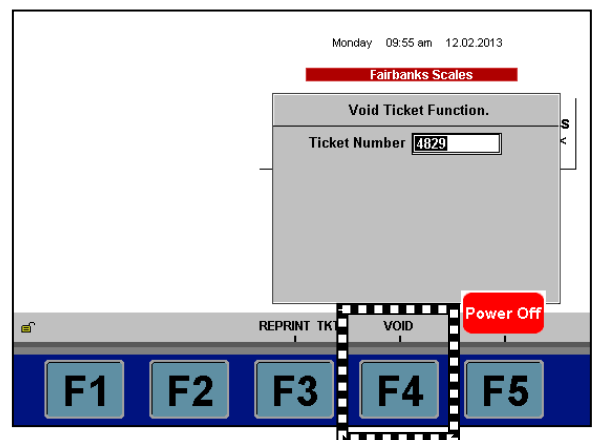 Monday 09:55 am 12.02.2013
Fairbanks Scales
Void Ticket Function.
S
Ticket Number 4829
<
REPRINT TKT VOID Power Off
F1 F2 F3 F4 F5